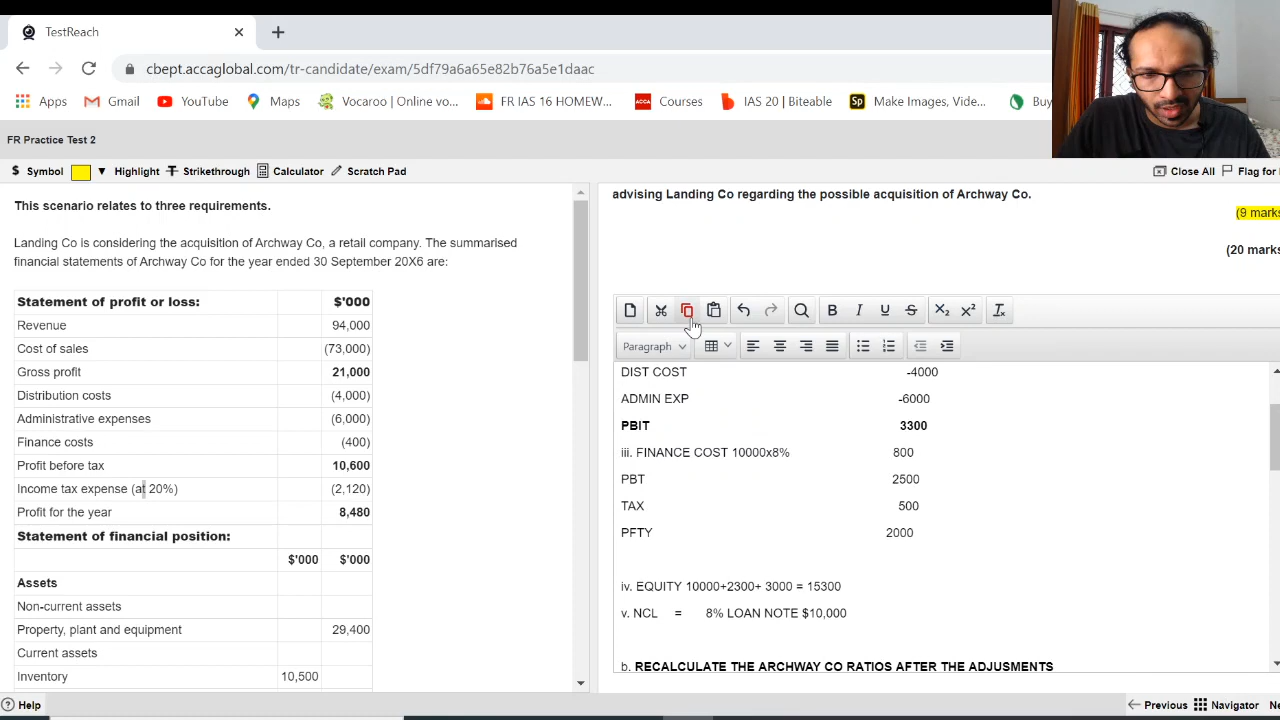 TestReach
cbept.accaglobal.com/tr-candidate/exam/5df79a6a65e82b76a5e1daac
Apps Gmail YouTube Maps Vocaroo | Online vo... FR IAS 16 HOMEW... Courses IAS 20 | Biteable Make Images, Vide... Buy
FR Practice Test 2
$ Symbol Highlight Strikethrough Calculator Scratch Pad Close All Flag for
This scenario relates to three requirements.
Landing Co is considering the acquisition of Archway Co, a retail company. The summarised
financial statements of Archway Co for the year ended 30 September 20X6 are:
Statement of profit or loss: $'000
Revenue 94,000
Cost of sales (73,000)
Gross profit 21,000
Distribution costs (4,000)
Administrative expenses (6,000)
Finance costs (400)
Profit before tax 10,600
Income tax expense (at 20%) (2,120)
Profit for the year 8,480
Statement of financial position:
$'000 $'000
Assets
Non-current assets
Property, plant and equipment 29,400
Current assets
Inventory 10,500
advising Landing Co regarding the possible acquisition of Archway Co.
(9 marks
(20 marks
Paragraph
DIST COST -4000
ADMIN EXP -6000
PBIT 3300
iii. FINANCE COST 10000x8% 800
PBT 2500
TAX 500
PFTY 2000
iv. EQUITY 10000+2300+ 3000 = 15300
v. NCL = 8% LOAN NOTE $10,000
b. RECALCULATE THE ARCHWAY CO RATIOS AFTER THE ADJUSMENTS
Help Previous Navigator Ne